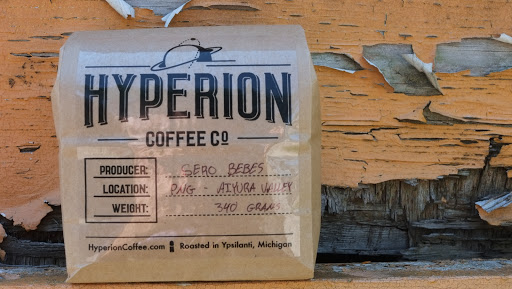 HYPERION
COFFEE CO
PRODUCER: SERO BEBES
LOCATION: PNG - AIYURA VALLEY
WEIGHT: 340 GRAMS
HyperionCoffee.com Roasted in Ypsilanti, Michigan